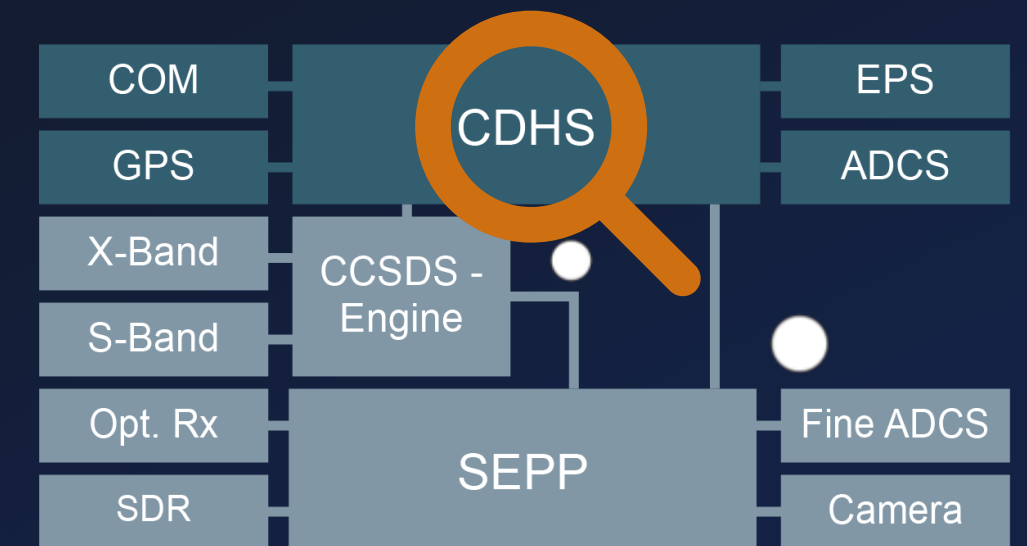 COM
CDHS
EPS
GPS
ADCS
X-Band
CCSDS -
Engine
S-Band
Opt. Rx
SEPP
Fine ADCS
SDR
Camera